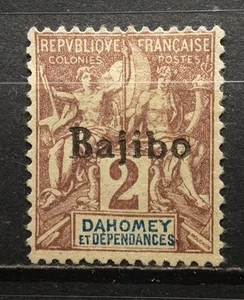 REPVBLIQVE FRANÇAISE
COLONIES POSTES
Bajibo
2
DAHOMEY
ET DÉPENDANCES